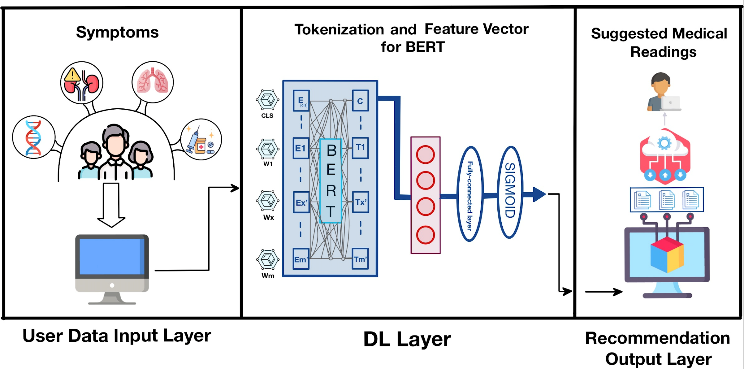 Symptoms
Tokenization and Feature Vector
for BERT
Suggested Medical
Readings
CLS
W1
Wx
Wm
E1
Ex'
Em'
BERT
C
T1
Tx'
Tm'
Fully-connected layer
SIGMOID
User Data Input Layer
DL Layer
Recommendation
Output Layer